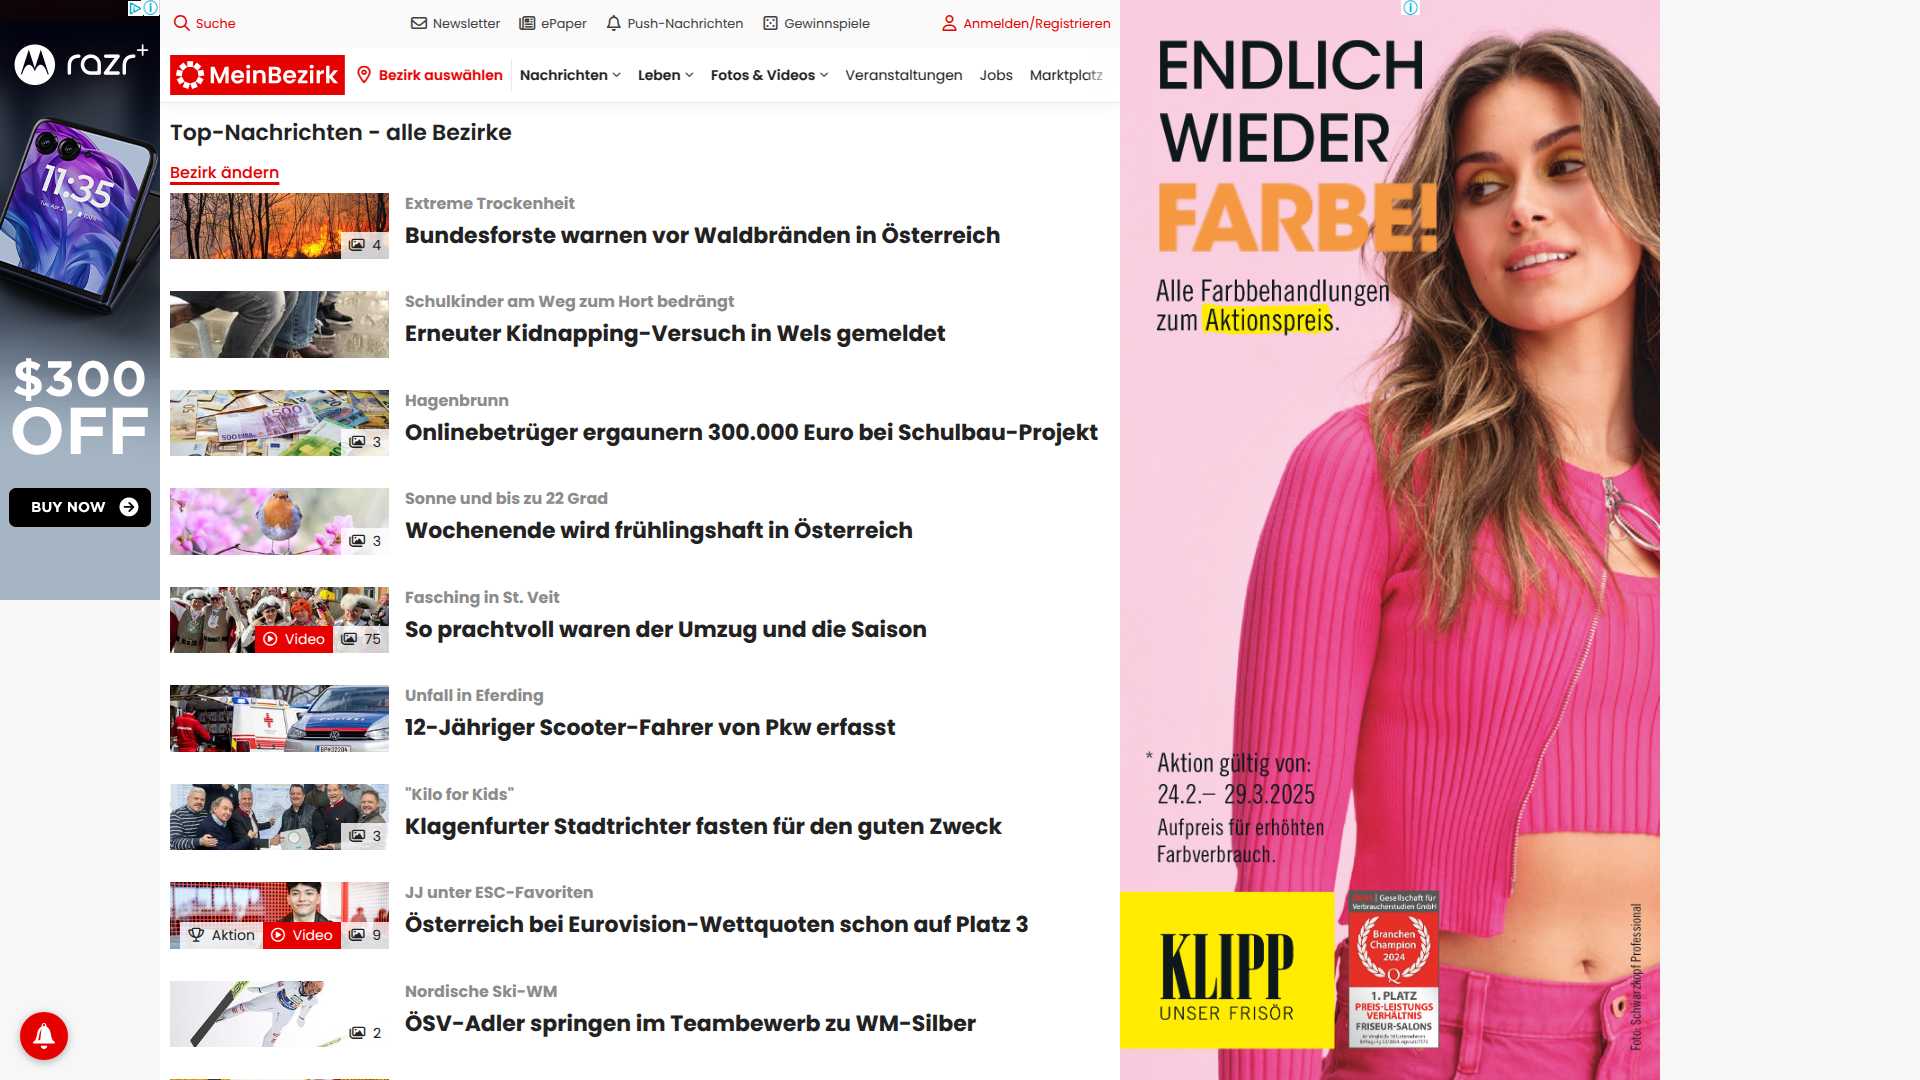 razr+
11:35
$300
OFF
BUY NOW
Suche
Newsletter
ePaper
Push-Nachrichten
Gewinnspiele
Anmelden/Registrieren
MeinBezirk
Bezirk auswählen
Nachrichten
Leben
Fotos & Videos
Veranstaltungen
Jobs
Marktplatz
Top-Nachrichten - alle Bezirke
Bezirk ändern
4
Extreme Trockenheit
Bundesforste warnen vor Waldbränden in Österreich
Schulkinder am Weg zum Hort bedrängt
Erneuter Kidnapping-Versuch in Wels gemeldet
3
Hagenbrunn
Onlinebetrüger ergaunern 300.000 Euro bei Schulbau-Projekt
3
Sonne und bis zu 22 Grad
Wochenende wird frühlingshaft in Österreich
Video
75
Fasching in St. Veit
So prachtvoll waren der Umzug und die Saison
Unfall in Eferding
12-Jähriger Scooter-Fahrer von Pkw erfasst
3
"Kilo for Kids"
Klagenfurter Stadtrichter fasten für den guten Zweck
Aktion
Video
9
JJ unter ESC-Favoriten
Österreich bei Eurovision-Wettquoten schon auf Platz 3
2
Nordische Ski-WM
ÖSV-Adler springen im Teambewerb zu WM-Silber
ENDLICH
WIEDER
FARBE!
Alle Farbbehandlungen
zum Aktionspreis.
* Aktion gültig von:
24.2.– 29.3.2025
Aufpreis für erhöhten
Farbverbrauch.
KLIPP
UNSER FRISÖR
Gesellschaft für
Verbraucherstudien GmbH
Branchen
Champion
2024
1. PLATZ
PREIS-LEISTUNGS
VERHÄLTNIS
FRISEUR-SALONS
Foto: Schwarzkopf Professional